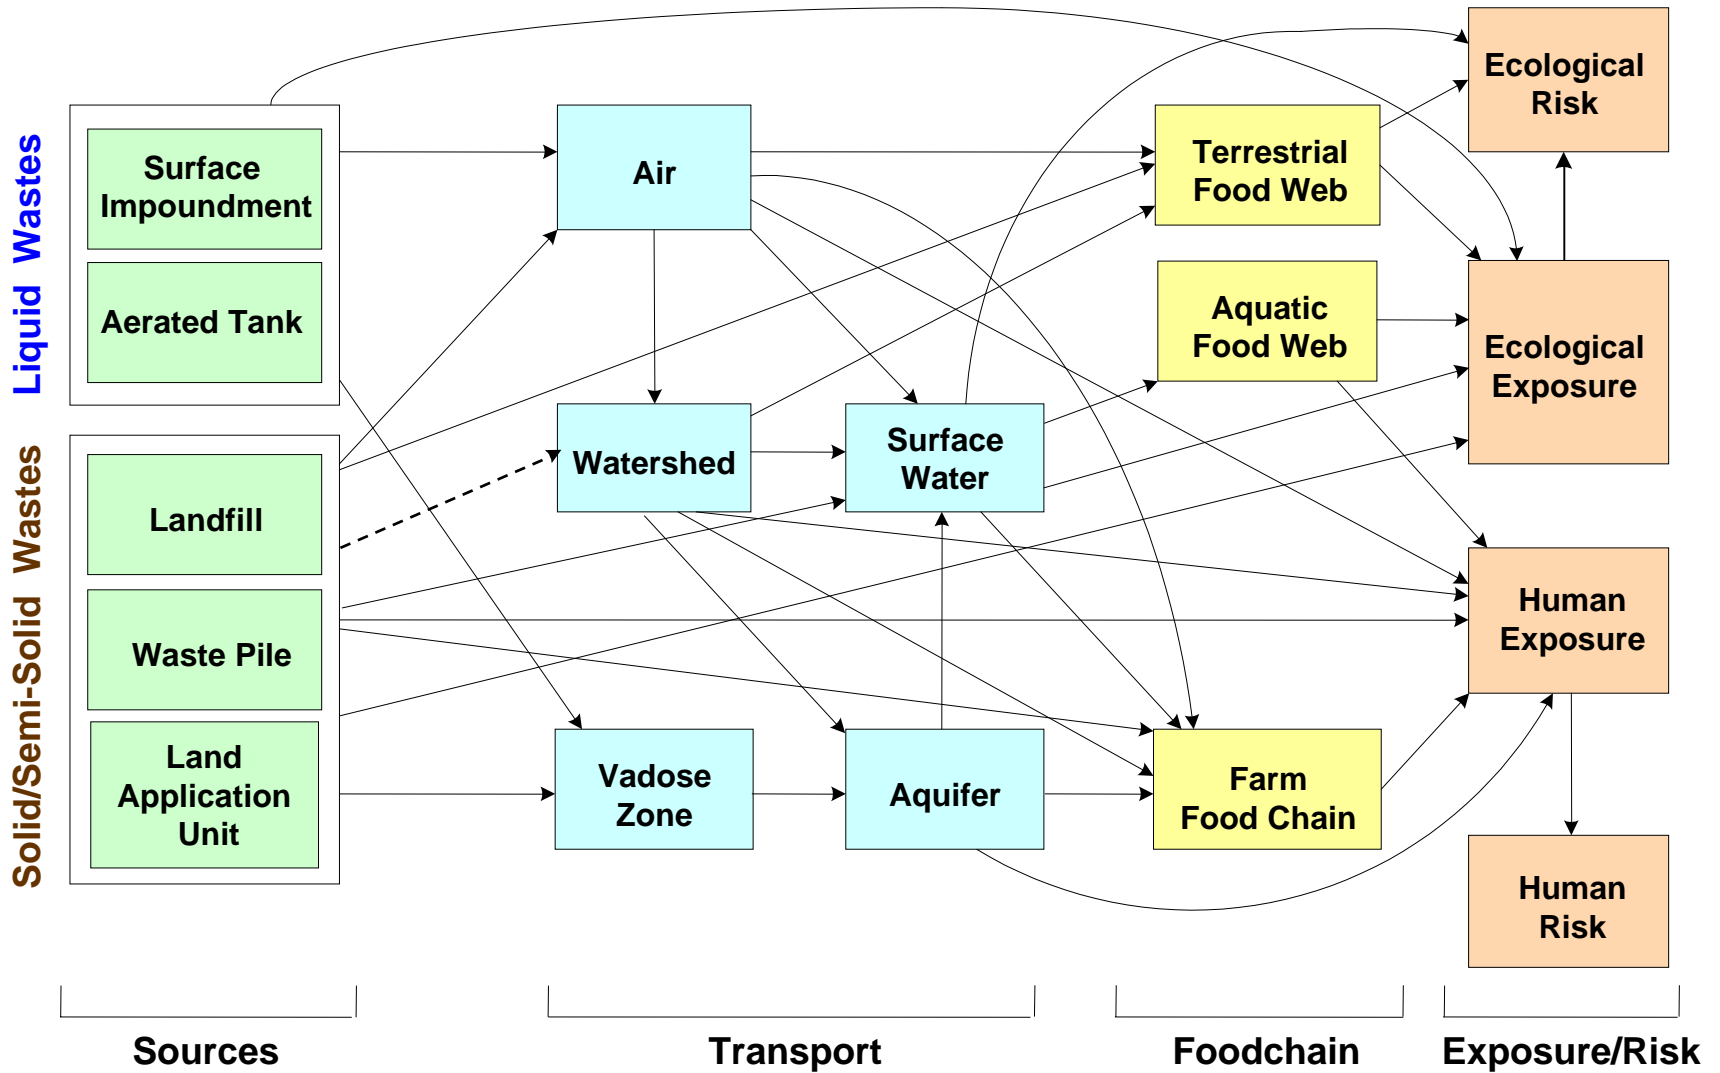 Liquid Wastes
Solid/Semi-Solid Wastes
Surface
Impoundment
Aerated Tank
Landfill
Waste Pile
Land
Application
Unit
Air
Watershed
Surface
Water
Vadose
Zone
Aquifer
Terrestrial
Food Web
Aquatic
Food Web
Farm
Food Chain
Ecological
Risk
Ecological
Exposure
Human
Exposure
Human
Risk
Sources
Transport
Foodchain
Exposure/Risk